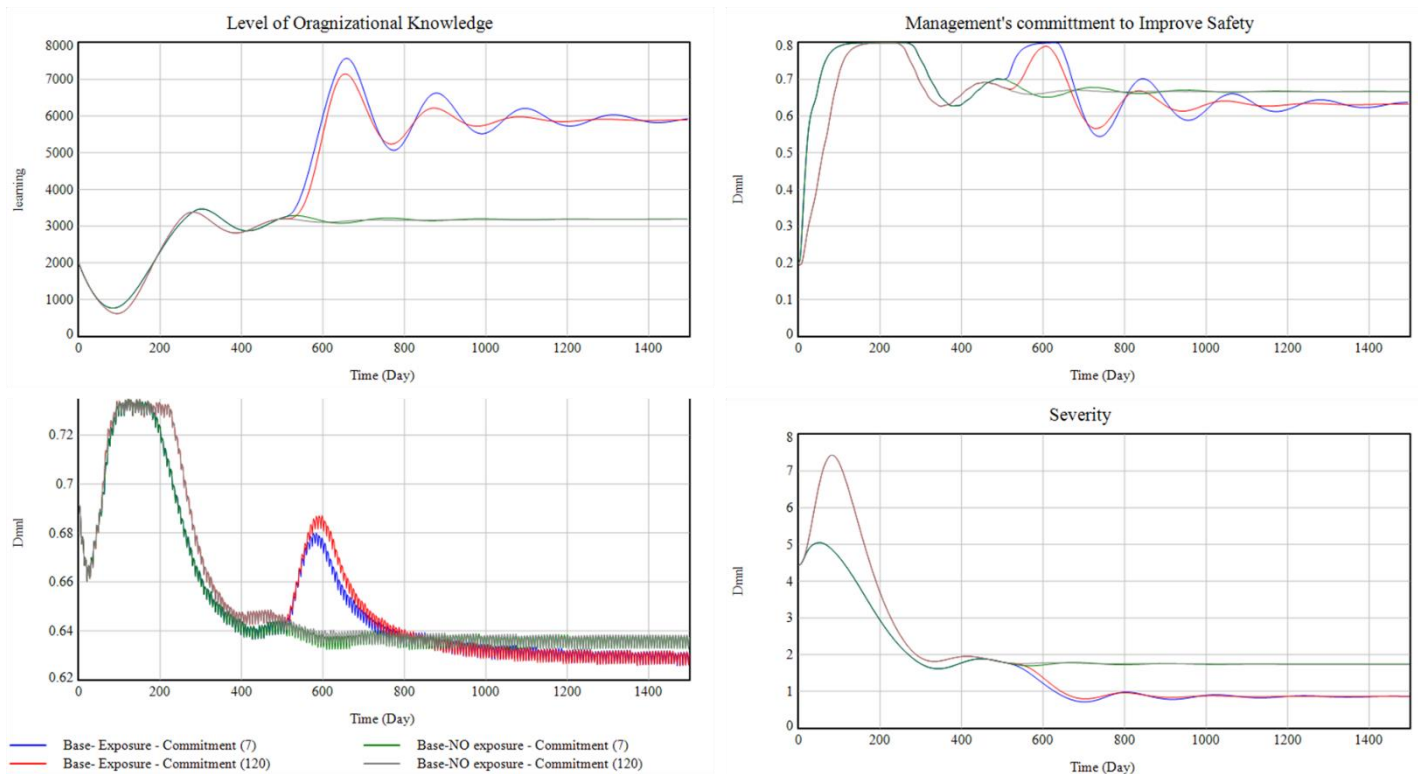 Level of Oragnizational Knowledge
8000
7000
6000
5000
4000
3000
2000
1000
0
learning
0 200 400 600 800 1000 1200 1400
Time (Day)
Management's committment to Improve Safety
0.8
0.7
0.6
0.5
0.4
0.3
0.2
0.1
0
Dmnl
0 200 400 600 800 1000 1200 1400
Time (Day)
0.72
0.7
0.68
0.66
0.64
0.62
Dmnl
0 200 400 600 800 1000 1200 1400
Time (Day)
Severity
8
7
6
5
4
3
2
1
0
Dmnl
0 200 400 600 800 1000 1200 1400
Time (Day)
Base- Exposure - Commitment (7)
Base-NO exposure - Commitment (7)
Base- Exposure - Commitment (120)
Base-NO exposure - Commitment (120)